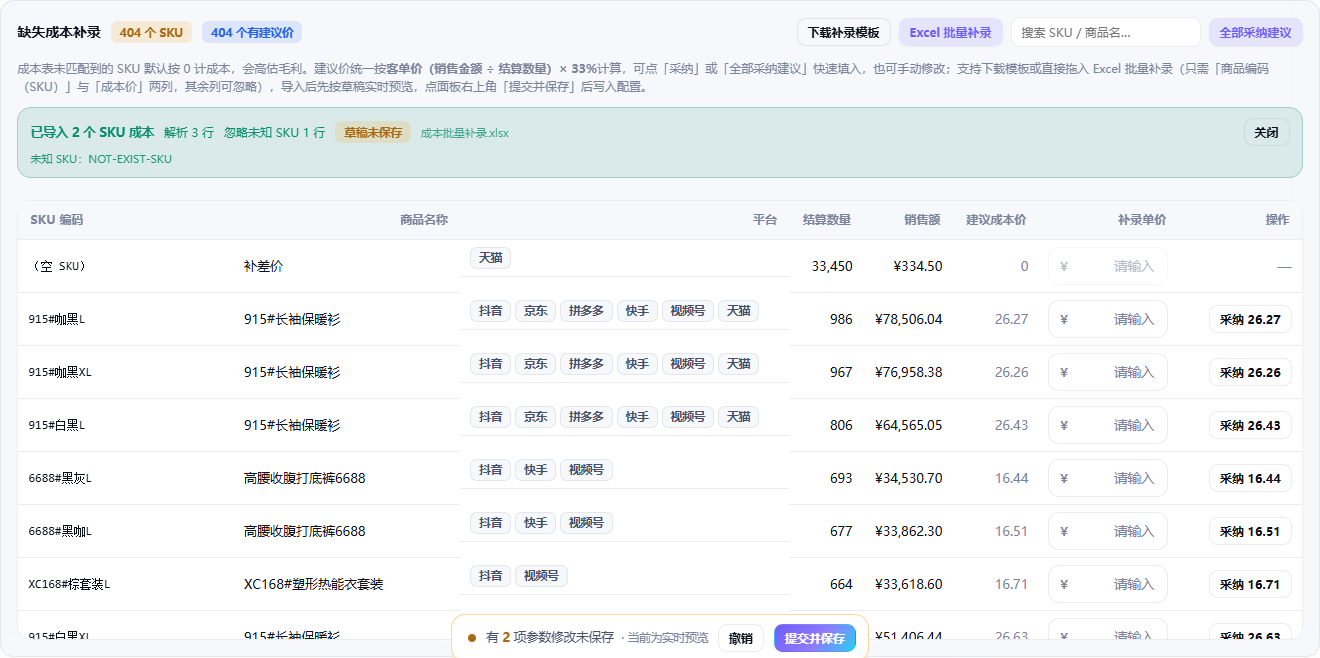 缺失成本补录 404 个 SKU 404 个有建议价 下载补录模板 Excel 批量补录 搜索 SKU / 商品名... 全部采纳建议
成本表未匹配到的 SKU 默认按 0 计成本，会高估毛利。建议价统一按客单价（销售金额 ÷ 结算数量）× 33%计算，可点「采纳」或「全部采纳建议」快速填入，也可手动修改；支持下载模板或直接拖入 Excel 批量补录（只需「商品编码
（SKU）」与「成本价」两列，其余列可忽略），导入后先按草稿实时预览，点面板右上角「提交并保存」后写入配置。
已导入 2 个 SKU 成本 解析 3 行 忽略未知 SKU 1 行 草稿未保存 成本批量补录.xlsx 关闭
未知 SKU：NOT-EXIST-SKU
SKU 编码 商品名称 平台 结算数量 销售额 建议成本价 补录单价 操作
（空 SKU） 补差价 天猫 33,450 ¥334.50 0 ¥ 请输入 —
915#咖黑L 915#长袖保暖衫 抖音 京东 拼多多 快手 视频号 天猫 986 ¥78,506.04 26.27 ¥ 请输入 采纳 26.27
915#咖黑XL 915#长袖保暖衫 抖音 京东 拼多多 快手 视频号 天猫 967 ¥76,958.38 26.26 ¥ 请输入 采纳 26.26
915#白黑L 915#长袖保暖衫 抖音 京东 拼多多 快手 视频号 天猫 806 ¥64,565.05 26.43 ¥ 请输入 采纳 26.43
6688#黑灰L 高腰收腹打底裤6688 抖音 快手 视频号 693 ¥34,530.70 16.44 ¥ 请输入 采纳 16.44
6688#黑咖L 高腰收腹打底裤6688 抖音 快手 视频号 677 ¥33,862.30 16.51 ¥ 请输入 采纳 16.51
XC168#棕套装L XC168#塑形热能衣套装 抖音 视频号 664 ¥33,618.60 16.71 ¥ 请输入 采纳 16.71
915#白黑XL 915#长袖保暖衫 ¥51,406.44 26.63 ¥ 请输入 采纳 26.63
有 2 项参数修改未保存 · 当前为实时预览 撤销 提交并保存